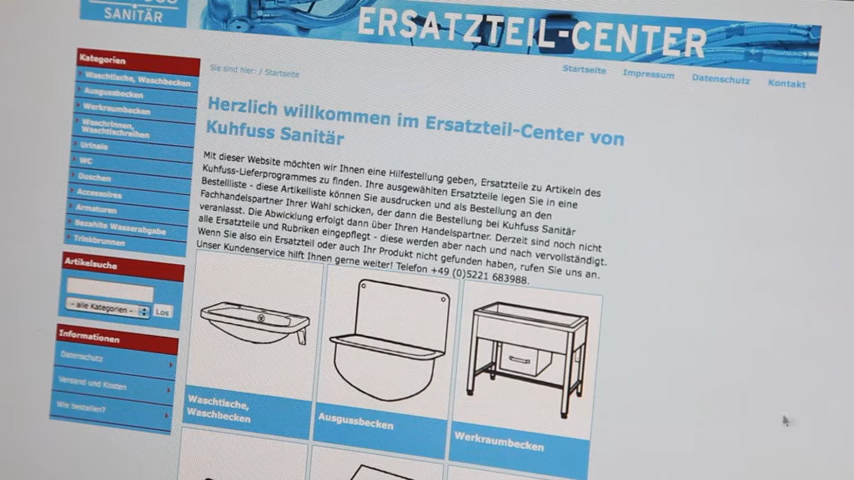 SANITÄR
ERSATZTEIL-CENTER
Startseite Impressum Datenschutz Kontakt
Kategorien
Waschtische, Waschbecken
Ausgussbecken
Werkraumbecken
Waschrinnen,
Waschtischreihen
Urinale
WC
Duschen
Accessoires
Armaturen
Bezahlte Wasserabgabe
Trinkbrunnen
Artikelsuche
- alle Kategorien -
Los
Informationen
Datenschutz
Versand und Kosten
Wie bestellen?
Sie sind hier: / Startseite
Herzlich willkommen im Ersatzteil-Center von
Kuhfuss Sanitär
Mit dieser Website möchten wir Ihnen eine Hilfestellung geben, Ersatzteile zu Artikeln des
Kuhfuss-Lieferprogrammes zu finden. Ihre ausgewählten Ersatzteile legen Sie in eine
Bestellliste - diese Artikelliste können Sie ausdrucken und als Bestellung an den
Fachhandelspartner Ihrer Wahl schicken, der dann die Bestellung bei Kuhfuss Sanitär
veranlasst. Die Abwicklung erfolgt dann über Ihren Handelspartner. Derzeit sind noch nicht
alle Ersatzteile und Rubriken eingepflegt - diese werden aber nach und nach vervollständigt.
Wenn Sie also ein Ersatzteil oder auch Ihr Produkt nicht gefunden haben, rufen Sie uns an.
Unser Kundenservice hilft Ihnen gerne weiter! Telefon +49 (0)5221 683988.
Waschtische,
Waschbecken
Ausgussbecken
Werkraumbecken